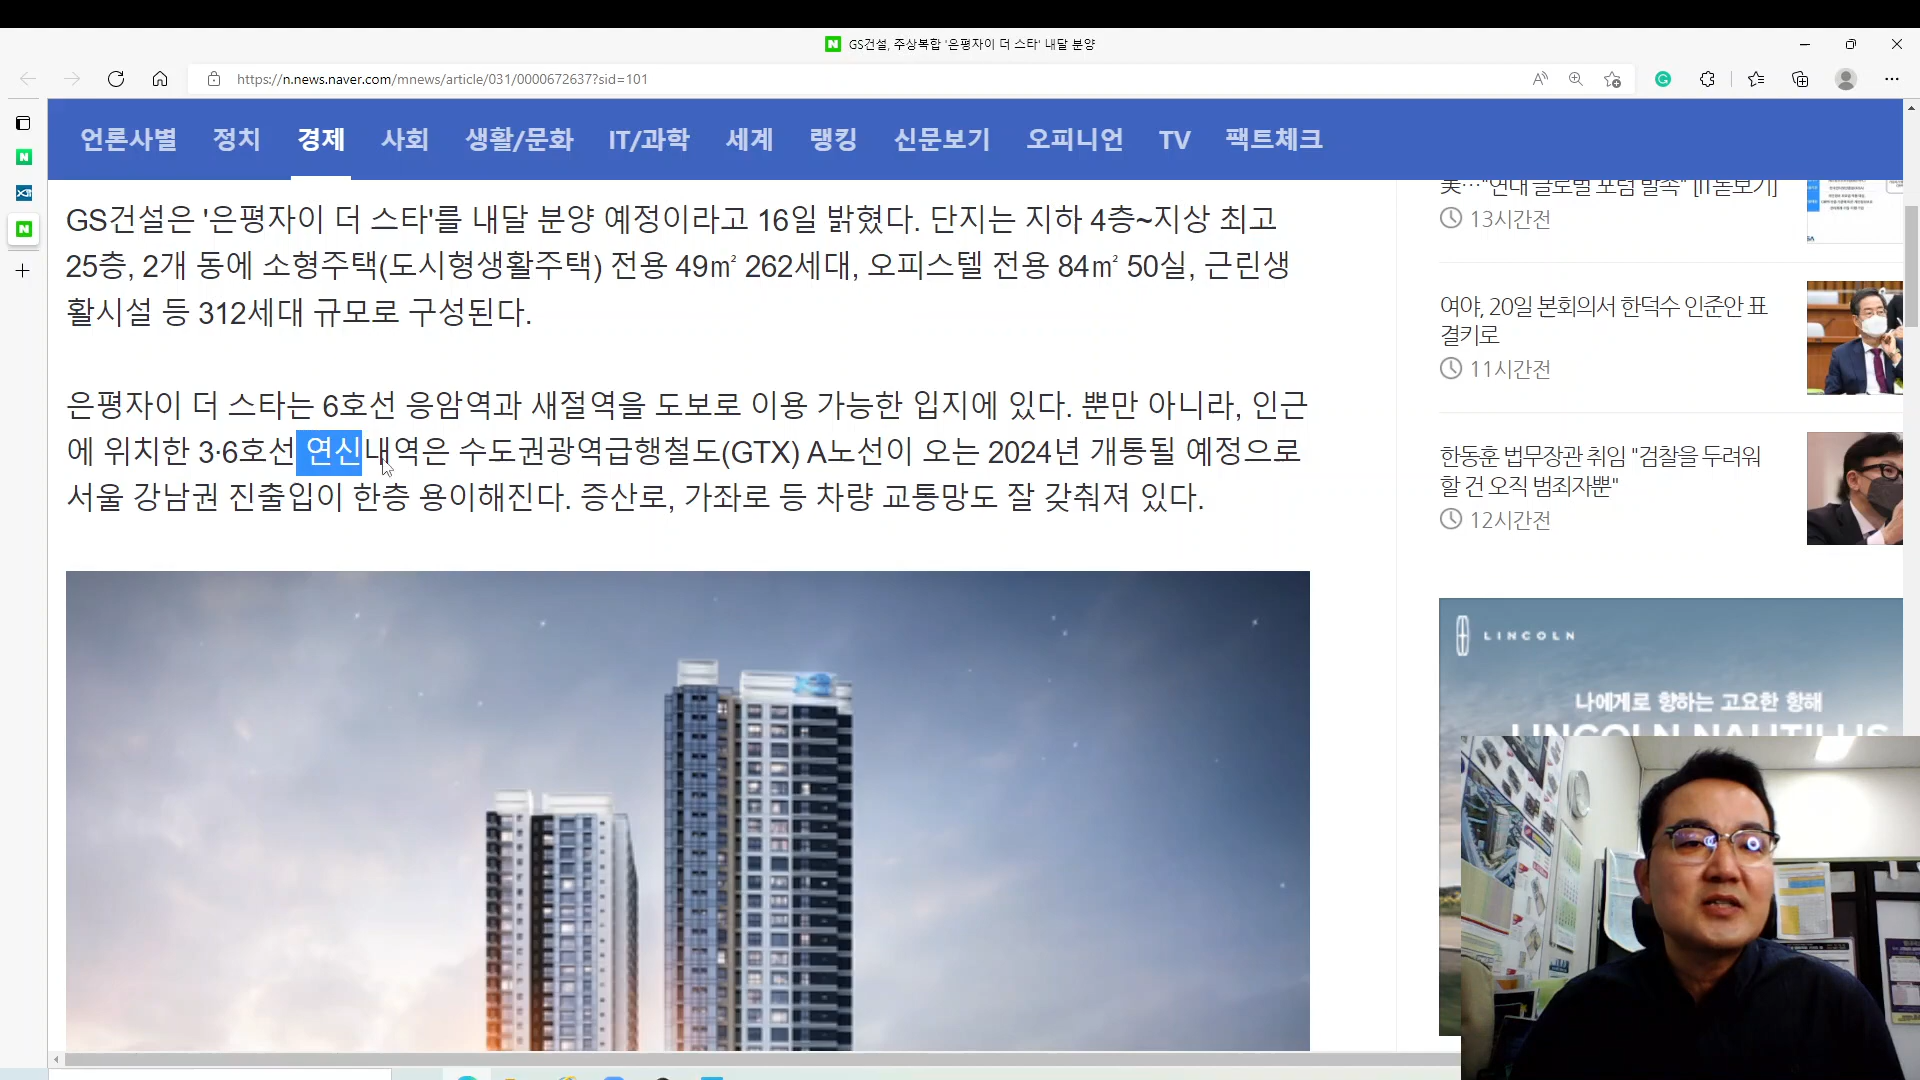 GS건설, 주상복합 '은평자이 더 스타' 내달 분양
https://n.news.naver.com/mnews/article/031/0000672637?sid=101
언론사별 정치 경제 사회 생활/문화 IT/과학 세계 랭킹 신문보기 오피니언 TV 팩트체크
GS건설은 '은평자이 더 스타'를 내달 분양 예정이라고 16일 밝혔다. 단지는 지하 4층~지상 최고
25층, 2개 동에 소형주택(도시형생활주택) 전용 49㎡ 262세대, 오피스텔 전용 84㎡ 50실, 근린생
활시설 등 312세대 규모로 구성된다.
은평자이 더 스타는 6호선 응암역과 새절역을 도보로 이용 가능한 입지에 있다. 뿐만 아니라, 인근
에 위치한 3·6호선 연신내역은 수도권광역급행철도(GTX) A노선이 오는 2024년 개통될 예정으로
서울 강남권 진출입이 한층 용이해진다. 증산로, 가좌로 등 차량 교통망도 잘 갖춰져 있다.
美…"연대 글로벌 포럼 발족" [IT돋보기]
13시간전
여야, 20일 본회의서 한덕수 인준안 표
결키로
11시간전
한동훈 법무장관 취임 "검찰을 두려워
할 건 오직 범죄자뿐"
12시간전
LINCOLN
나에게로 향하는 고요한 항해
LINCOLN NAUTILUS